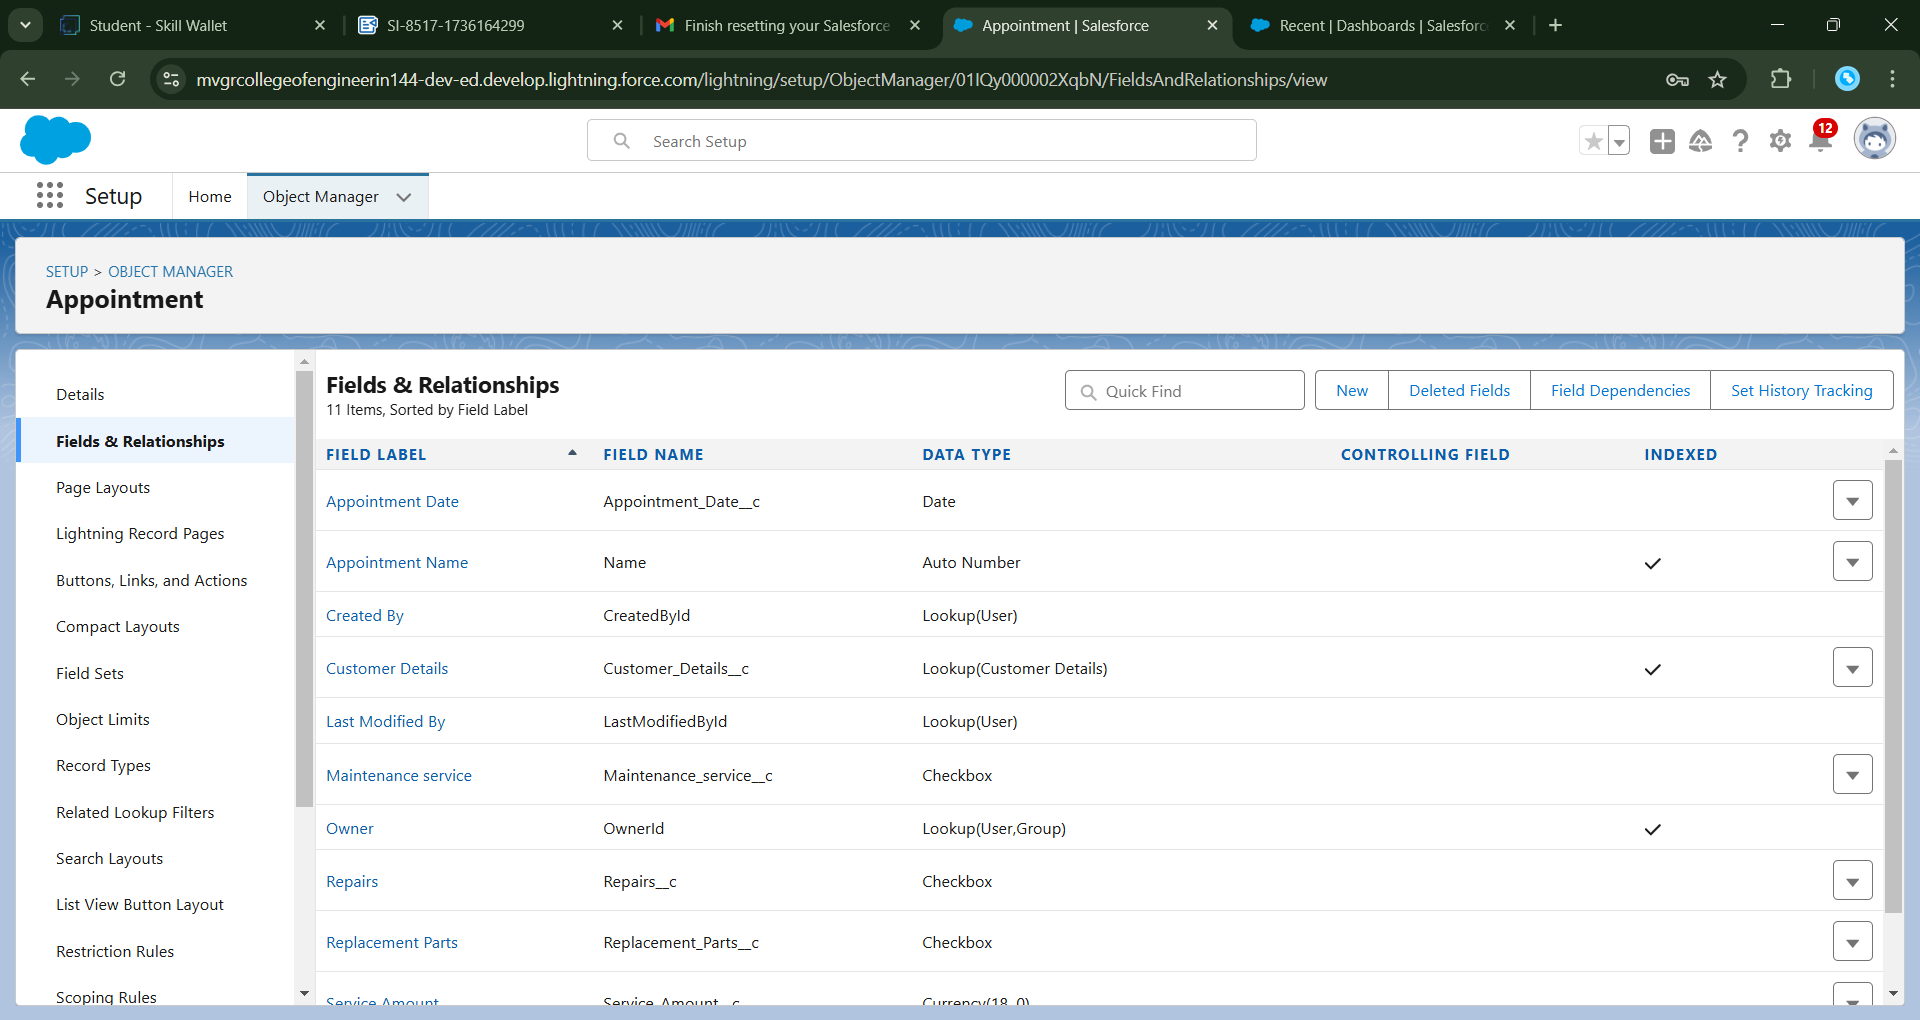 Student - Skill Wallet
SI-8517-1736164299
Finish resetting your Salesforce
Appointment | Salesforce
Recent | Dashboards | Salesforc
mvgrcollegeofengineerin144-dev-ed.develop.lightning.force.com/lightning/setup/ObjectManager/01IQy000002XqbN/FieldsAndRelationships/view
Search Setup
12
Setup
Home
Object Manager
SETUP > OBJECT MANAGER
Appointment
Details
Fields & Relationships
Page Layouts
Lightning Record Pages
Buttons, Links, and Actions
Compact Layouts
Field Sets
Object Limits
Record Types
Related Lookup Filters
Search Layouts
List View Button Layout
Restriction Rules
Scoping Rules
Fields & Relationships
11 Items, Sorted by Field Label
Quick Find
New
Deleted Fields
Field Dependencies
Set History Tracking
FIELD LABEL FIELD NAME DATA TYPE CONTROLLING FIELD INDEXED
Appointment Date Appointment_Date__c Date
Appointment Name Name Auto Number
Created By CreatedById Lookup(User)
Customer Details Customer_Details__c Lookup(Customer Details)
Last Modified By LastModifiedById Lookup(User)
Maintenance service Maintenance_service__c Checkbox
Owner OwnerId Lookup(User,Group)
Repairs Repairs__c Checkbox
Replacement Parts Replacement_Parts__c Checkbox
Service Amount Service_Amount__c Currency(18, 0)